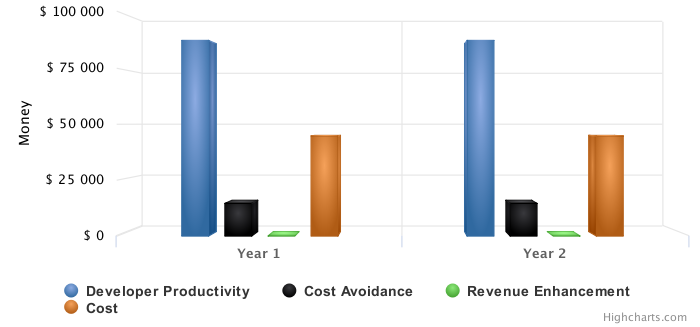 $ 100 000
$ 75 000
$ 50 000
$ 25 000
$ 0
Money
Year 1
Year 2
Developer Productivity
Cost Avoidance
Revenue Enhancement
Cost
Highcharts.com